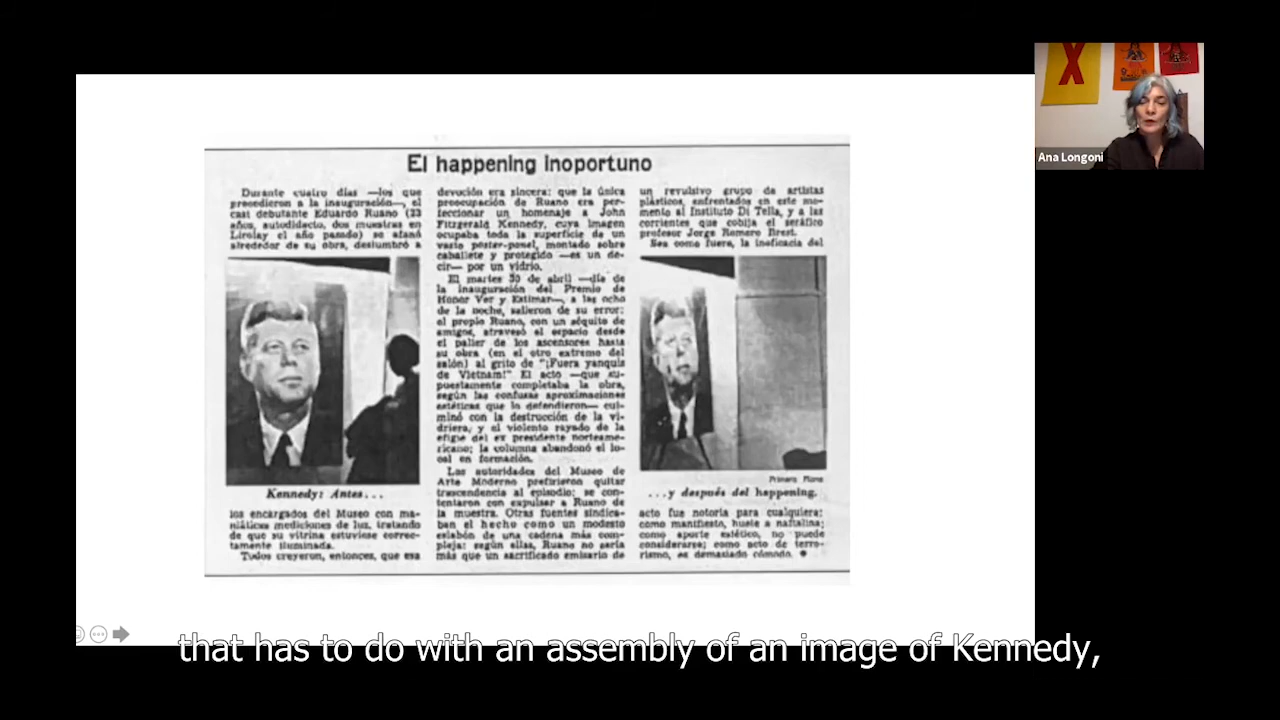 El happening inoportuno
Durante cuatro días —los que
precedieron a la inauguración—, el
casi debutante Eduardo Ruano (23
años, autodidacto, dos muestras en
Lirolay el año pasado) se afanó
alrededor de su obra, deslumbró a
Kennedy: Antes...
los encargados del Museo con ma-
niáticas mediciones de luz, tratando
de que su vitrina estuviese correc-
tamente iluminada.
Todos creyeron, entonces, que esa
devoción era sincera: que la única
preocupación de Ruano era per-
feccionar un homenaje a John
Fitzgerald Kennedy, cuya imagen
ocupaba toda la superficie de un
vasto poster-panel, montado sobre
caballete y protegido —es un de-
cir— por un vidrio.
El martes 30 de abril —día de
la inauguración del Premio de
Honor Ver y Estimar—, a las ocho
de la noche, salieron de su error:
el propio Ruano, con un séquito de
amigos, atravesó el espacio desde
el palier de los ascensores hasta
su obra (en el otro extremo del
salón) al grito de "¡Fuera yanquis
de Vietnam!" El acto —que su-
puestamente completaba la obra,
según las confusas aproximaciones
estéticas que lo defendieron— cul-
minó con la destrucción de la vi-
driera, y el violento rayado de la
efigie del ex presidente norteame-
ricano; la columna abandonó el lo-
cal en formación.
Las autoridades del Museo de
Arte Moderno prefirieron quitar
trascendencia al episodio; se con-
tentaron con expulsar a Ruano de
la muestra. Otras fuentes sindica-
ban el hecho como un modesto
eslabón de una cadena más com-
pleja: según ellas, Ruano no sería
más que un sacrificado emisario de
un revulsivo grupo de artistas
plásticos, enfrentados en este mo-
mento al Instituto Di Tella, y a las
corrientes que cobija el seráfico
profesor Jorge Romero Brest.
Sea como fuere, la ineficacia del
Primera Plana
...y después del happening.
acto fue notoria para cualquiera:
como manifiesto, huele a naftalina;
como aporte estético, no puede
considerarse; como acto de terro-
rismo, es demasiado cómodo. ●
Ana Longoni
that has to do with an assembly of an image of Kennedy,